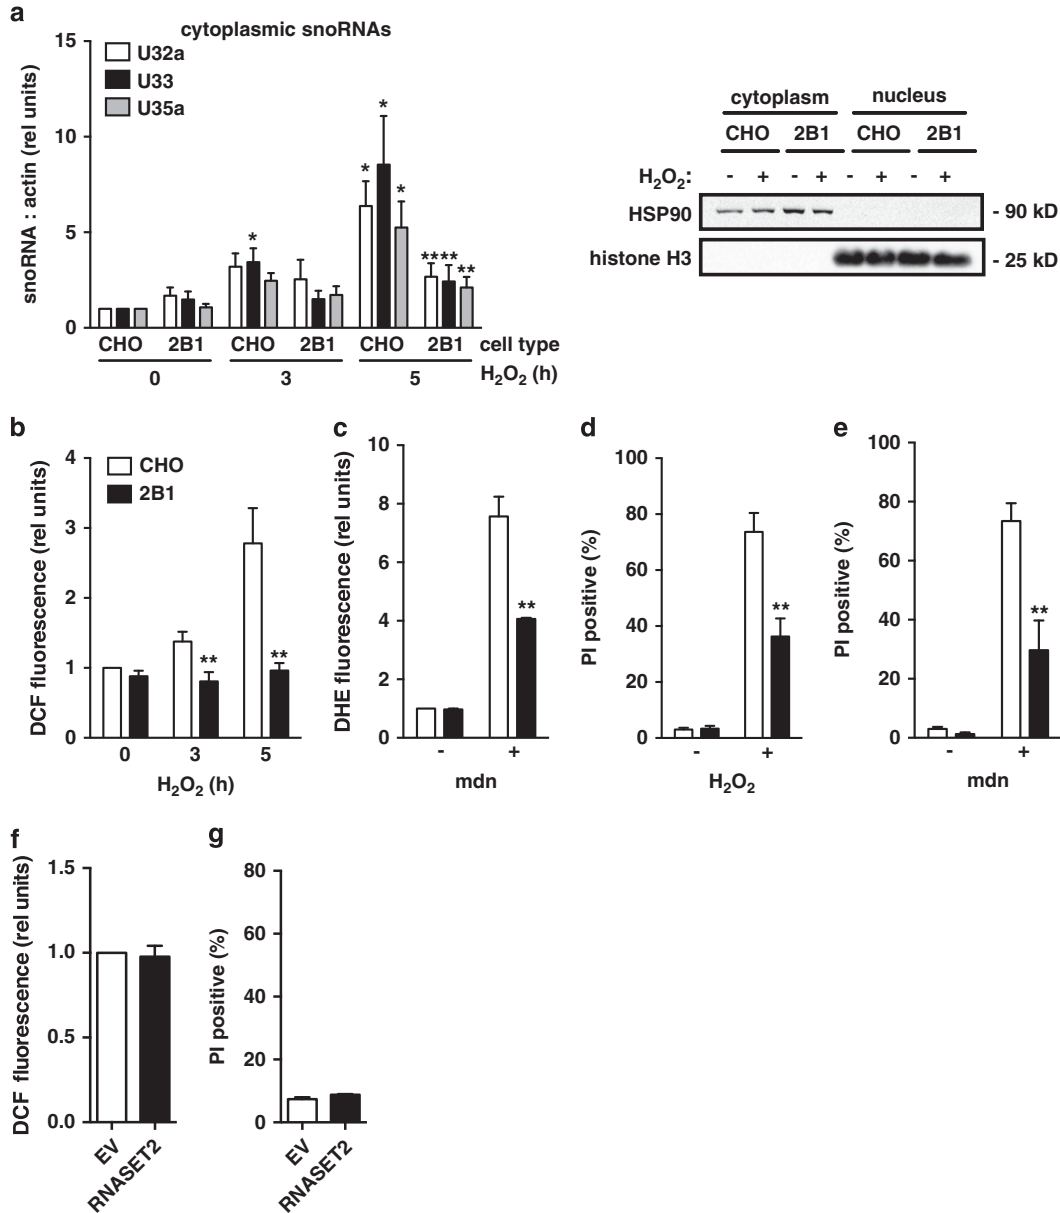 a
cytoplasmic snoRNAs
snoRNA : actin (rel units)
15
10
5
0
U32a
U33
U35a
*
*
*
*
****
**
CHO 2B1 CHO 2B1 CHO 2B1 cell type
0 3 5 H₂O₂ (h)
cytoplasm nucleus
CHO 2B1 CHO 2B1
H₂O₂: - + - + - + - +
HSP90 - 90 kD
histone H3 - 25 kD
b
DCF fluorescence (rel units)
4
3
2
1
0
CHO
2B1
**
**
0 3 5
H₂O₂ (h)
c
DHE fluorescence (rel units)
10
8
6
4
2
0
**
- +
mdn
d
PI positive (%)
100
80
60
40
20
0
**
- +
H₂O₂
e
PI positive (%)
100
80
60
40
20
0
**
- +
mdn
f
DCF fluorescence (rel units)
1.5
1.0
0.5
0.0
EV
RNASET2
g
PI positive (%)
80
60
40
20
0
EV
RNASET2